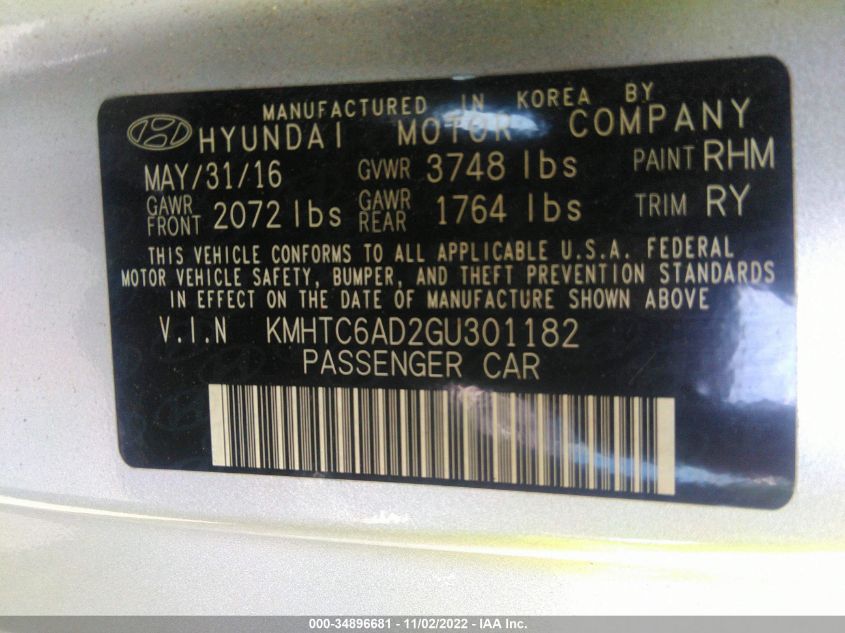 MANUFACTURED IN KOREA BY
HYUNDAI MOTOR COMPANY
MAY/31/16 GVWR 3748 lbs PAINT RHM
GAWR FRONT 2072 lbs GAWR REAR 1764 lbs TRIM RY
THIS VEHICLE CONFORMS TO ALL APPLICABLE U.S.A. FEDERAL
MOTOR VEHICLE SAFETY, BUMPER, AND THEFT PREVENTION STANDARDS
IN EFFECT ON THE DATE OF MANUFACTURE SHOWN ABOVE
V.I.N KMHTC6AD2GU301182
PASSENGER CAR
000-34896681 - 11/02/2022 - IAA Inc.